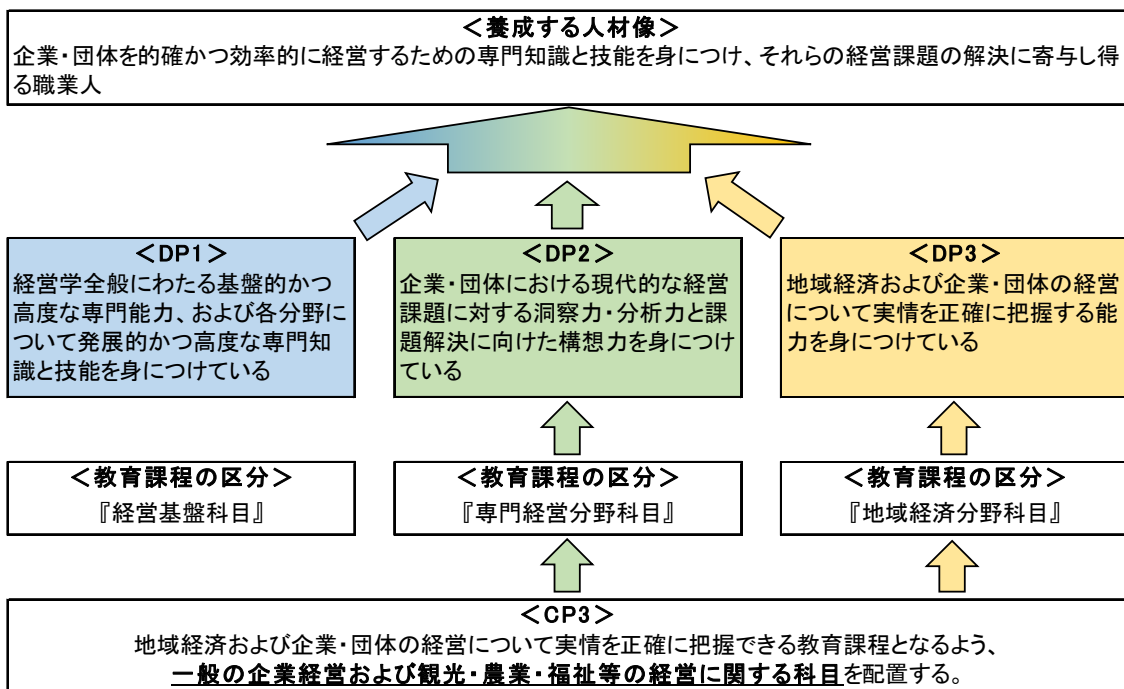 ＜養成する人材像＞
企業・団体を的確かつ効率的に経営するための専門知識と技能を身につけ、それらの経営課題の解決に寄与し得
る職業人
＜DP1＞
経営学全般にわたる基盤的かつ
高度な専門能力、および各分野に
ついて発展的かつ高度な専門知
識と技能を身につけている
＜DP2＞
企業・団体における現代的な経営
課題に対する洞察力・分析力と課
題解決に向けた構想力を身につけ
ている
＜DP3＞
地域経済および企業・団体の経営
について実情を正確に把握する能
力を身につけている
＜教育課程の区分＞
『経営基盤科目』
＜教育課程の区分＞
『専門経営分野科目』
＜教育課程の区分＞
『地域経済分野科目』
＜CP3＞
地域経済および企業・団体の経営について実情を正確に把握できる教育課程となるよう、
一般の企業経営および観光・農業・福祉等の経営に関する科目を配置する。